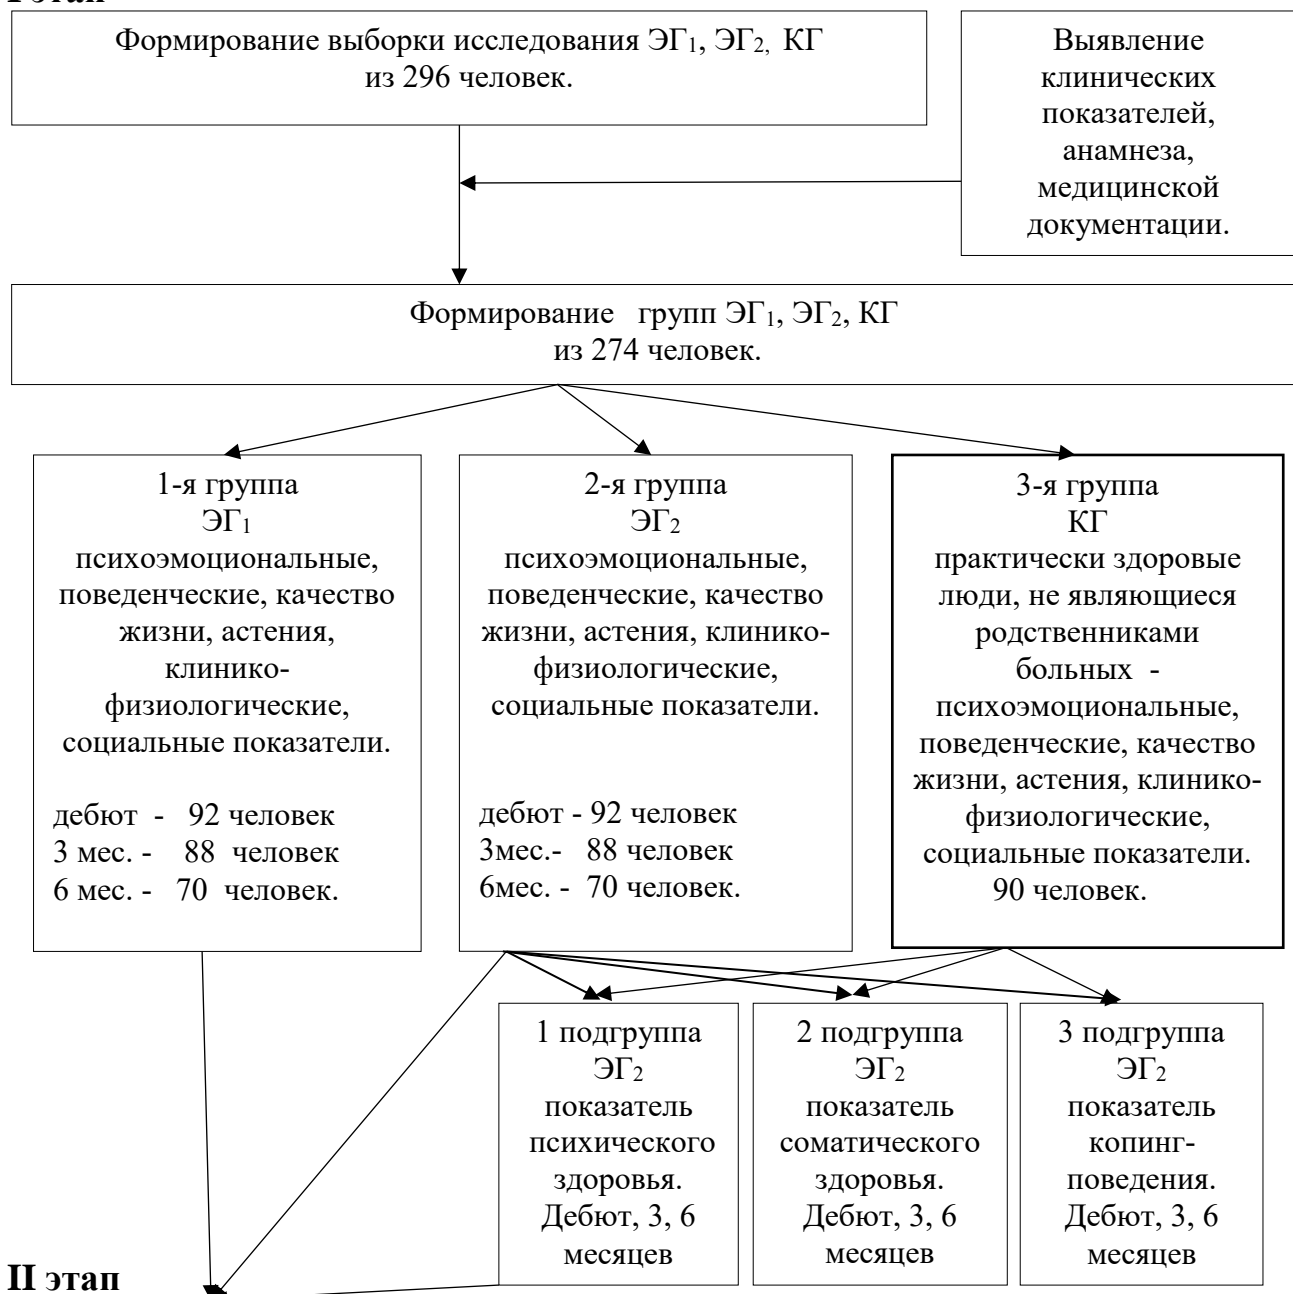 I этап
Формирование выборки исследования ЭГ₁, ЭГ₂, КГ
из 296 человек.
Выявление
клинических
показателей,
анамнеза,
медицинской
документации.
Формирование групп ЭГ₁, ЭГ₂, КГ
из 274 человек.
1-я группа
ЭГ₁
психоэмоциональные,
поведенческие, качество
жизни, астения,
клинико-
физиологические,
социальные показатели.
дебют - 92 человек
3 мес. - 88 человек
6 мес. - 70 человек.
2-я группа
ЭГ₂
психоэмоциональные,
поведенческие, качество
жизни, астения, клинико-
физиологические,
социальные показатели.
дебют - 92 человек
3мес.- 88 человек
6мес. - 70 человек.
3-я группа
КГ
практически здоровые
люди, не являющиеся
родственниками
больных -
психоэмоциональные,
поведенческие, качество
жизни, астения, клинико-
физиологические,
социальные показатели.
90 человек.
1 подгруппа
ЭГ₂
показатель
психического
здоровья.
Дебют, 3, 6
месяцев
2 подгруппа
ЭГ₂
показатель
соматического
здоровья.
Дебют, 3, 6
месяцев
3 подгруппа
ЭГ₂
показатель
копинг-
поведения.
Дебют, 3, 6
месяцев
II этап